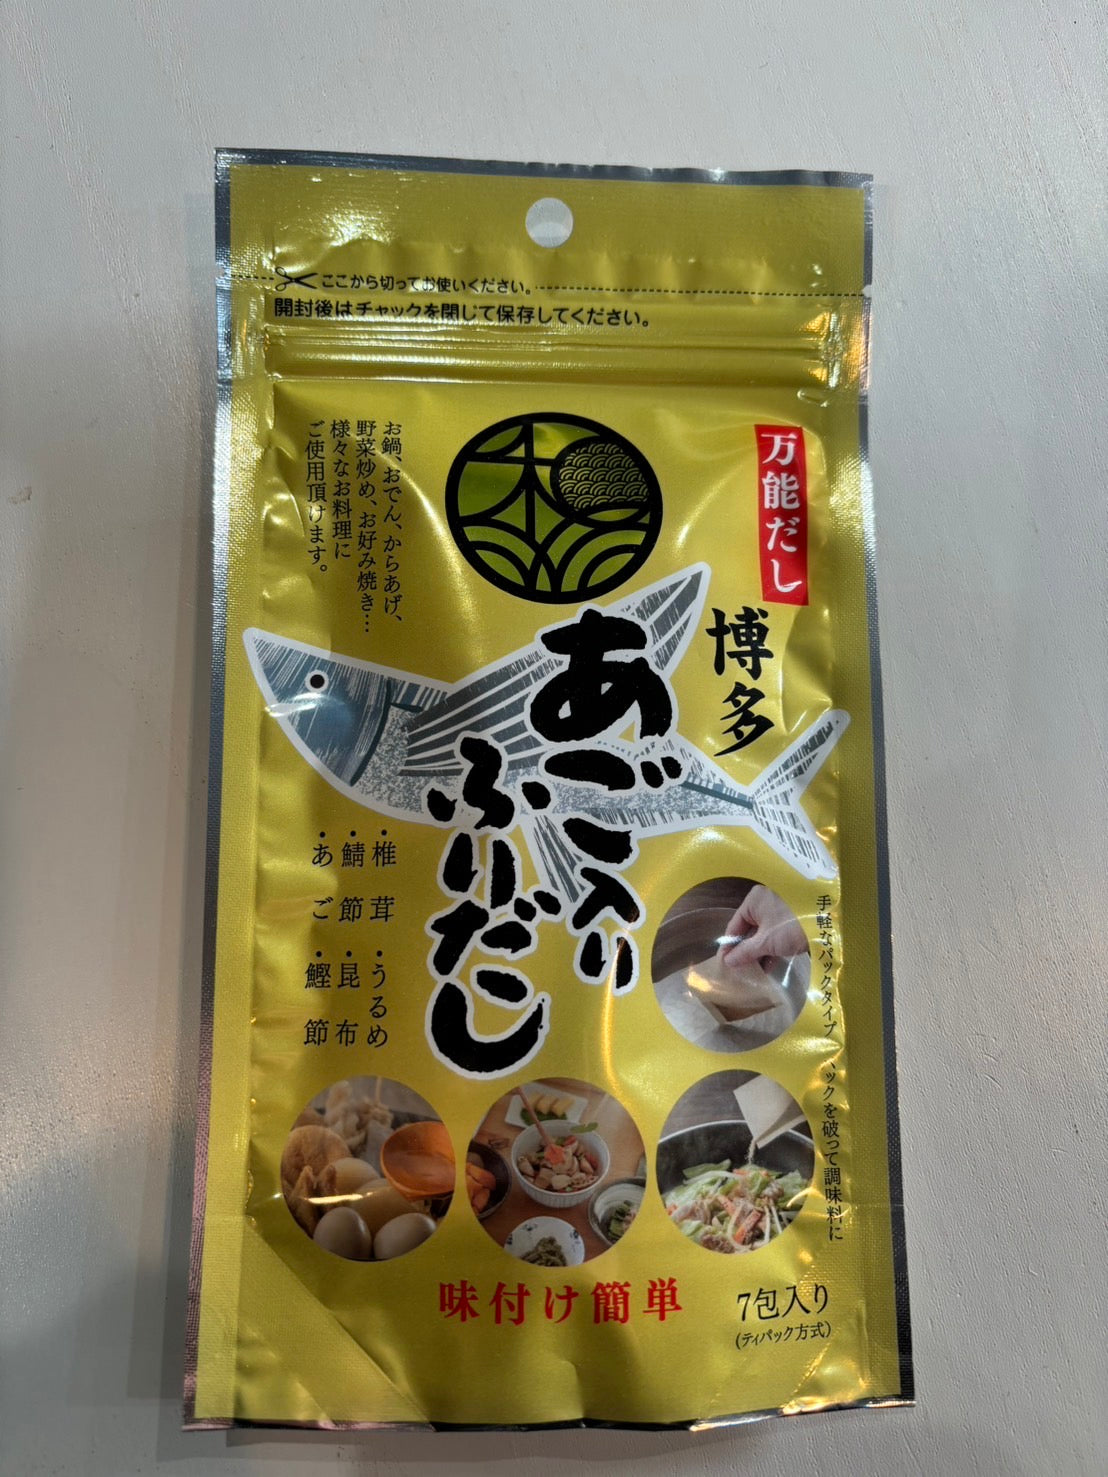 ここから切ってお使いください。
開封後はチャックを閉じて保存してください。
万能だし
博多
あご入り
ふりだし
お鍋、おでん、からあげ、
野菜炒め、お好み焼き…
様々なお料理に
ご使用頂けます。
・椎茸・うるめ
・鯖節・昆布
・あご・鰹節
手軽なパックタイプ パックを破って調味料に
味付け簡単
7包入り
(ティパック方式)